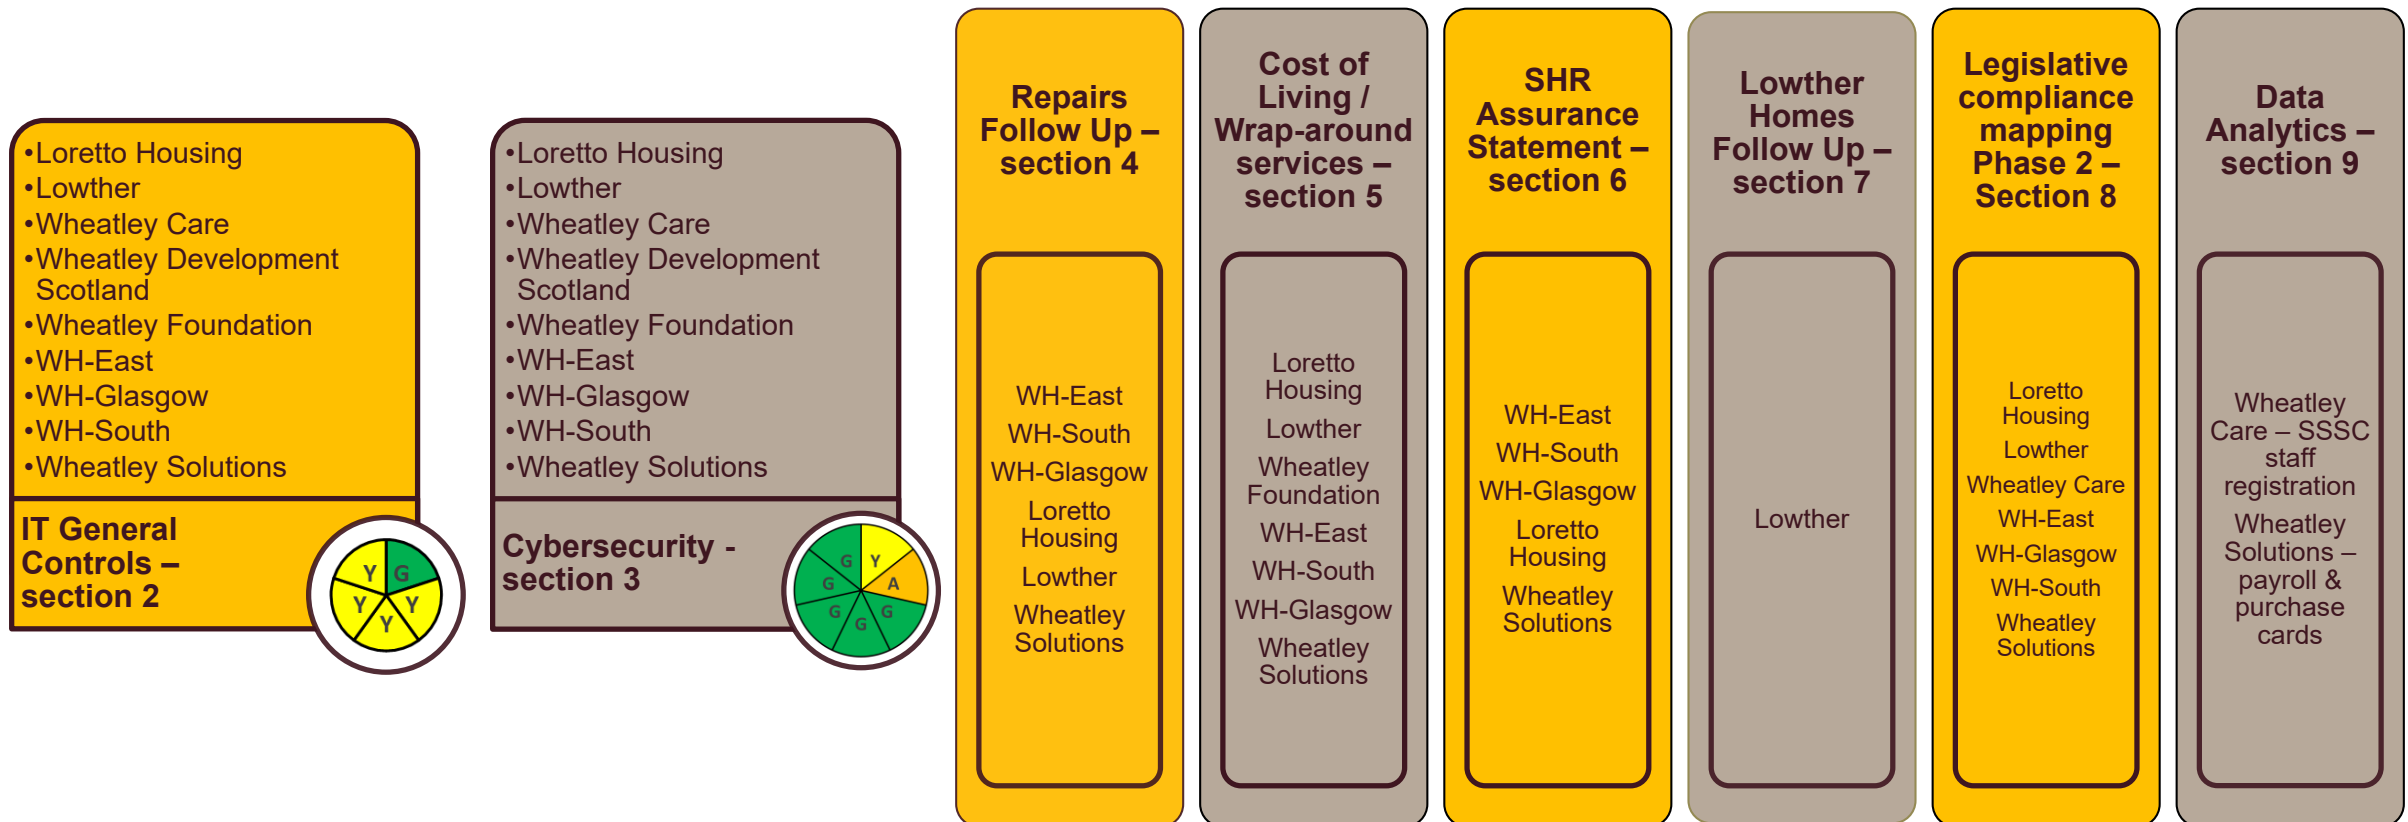 •Loretto Housing
•Lowther
•Wheatley Care
•Wheatley Development
Scotland
•Wheatley Foundation
•WH-East
•WH-Glasgow
•WH-South
•Wheatley Solutions
IT General
Controls –
section 2
Y G
Y Y
Y
•Loretto Housing
•Lowther
•Wheatley Care
•Wheatley Development
Scotland
•Wheatley Foundation
•WH-East
•WH-Glasgow
•WH-South
•Wheatley Solutions
Cybersecurity -
section 3
G Y
G A
G G
G
Repairs
Follow Up –
section 4
WH-East
WH-South
WH-Glasgow
Loretto
Housing
Lowther
Wheatley
Solutions
Cost of
Living /
Wrap-around
services –
section 5
Loretto
Housing
Lowther
Wheatley
Foundation
WH-East
WH-South
WH-Glasgow
Wheatley
Solutions
SHR
Assurance
Statement –
section 6
WH-East
WH-South
WH-Glasgow
Loretto
Housing
Wheatley
Solutions
Lowther
Homes
Follow Up –
section 7
Lowther
Legislative
compliance
mapping
Phase 2 –
Section 8
Loretto
Housing
Lowther
Wheatley Care
WH-East
WH-Glasgow
WH-South
Wheatley
Solutions
Data
Analytics –
section 9
Wheatley
Care – SSSC
staff
registration
Wheatley
Solutions –
payroll &
purchase
cards